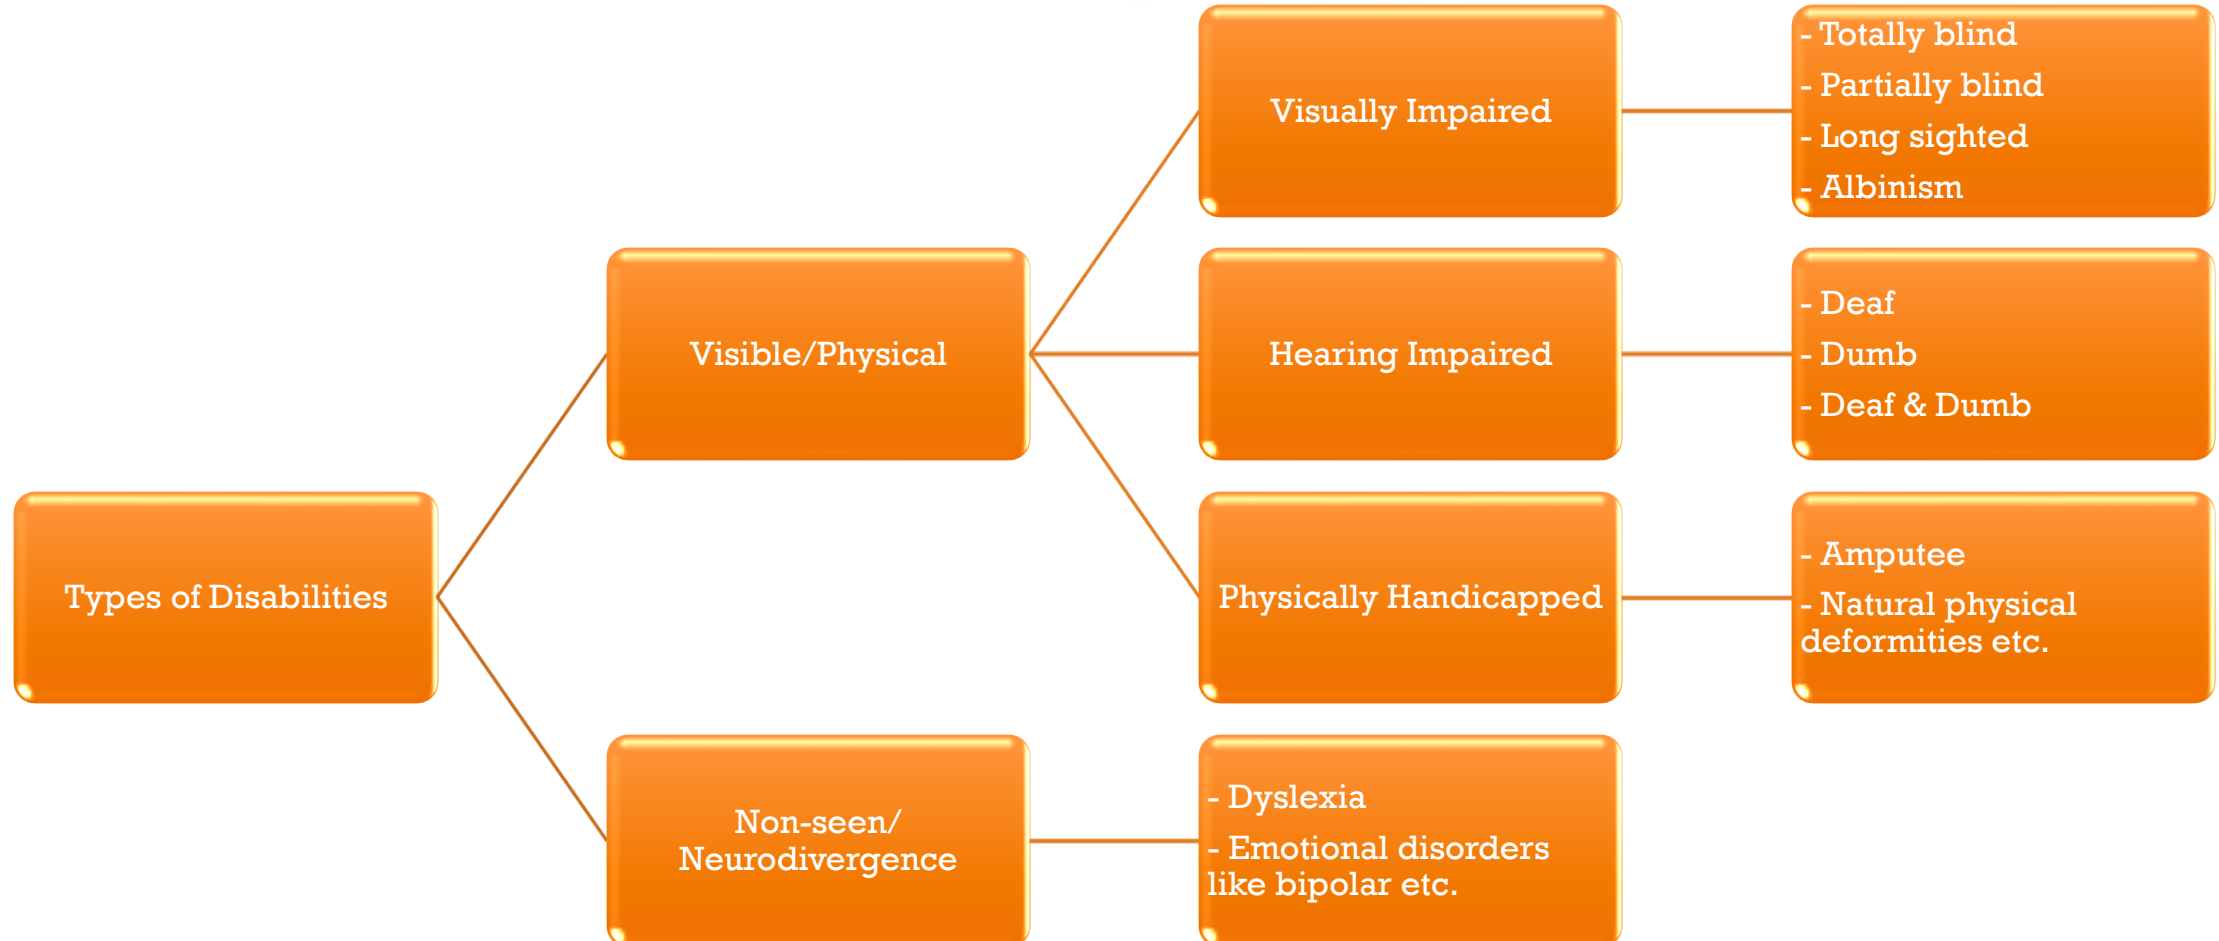 Types of Disabilities
Visible/Physical
Visually Impaired
- Totally blind
- Partially blind
- Long sighted
- Albinism
Hearing Impaired
- Deaf
- Dumb
- Deaf & Dumb
Physically Handicapped
- Amputee
- Natural physical
deformities etc.
Non-seen/
Neurodivergence
- Dyslexia
- Emotional disorders
like bipolar etc.